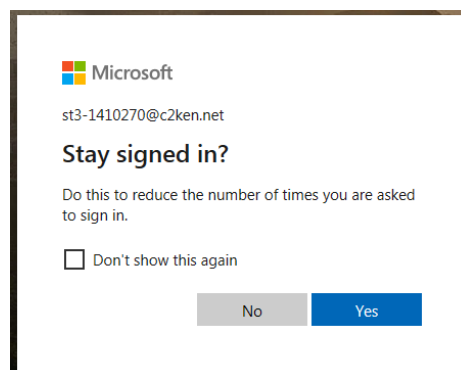 Microsoft
st3-1410270@c2ken.net
Stay signed in?
Do this to reduce the number of times you are asked
to sign in.
Don't show this again
No Yes